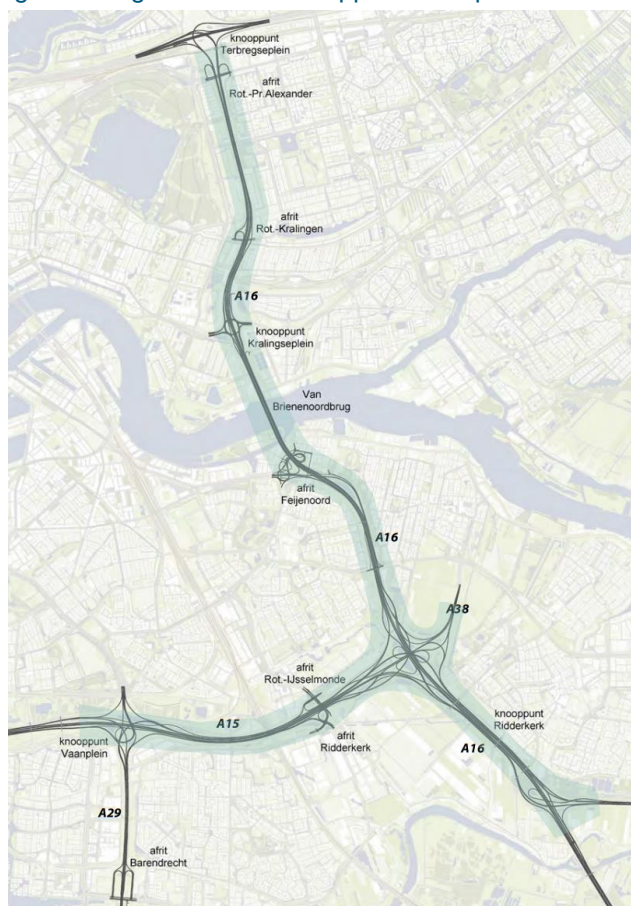 knooppunt
Terbregseplein
afrit
Rot.-Pr.Alexander
afrit
Rot.-Kralingen
A16
knooppunt
Kralingseplein
Van
Brienenoordbrug
afrit
Feijenoord
A16
A38
afrit
Rot.-IJsselmonde
knooppunt
Ridderkerk
A15
afrit
Ridderkerk
A16
knooppunt
Vaanplein
A29
afrit
Barendrecht